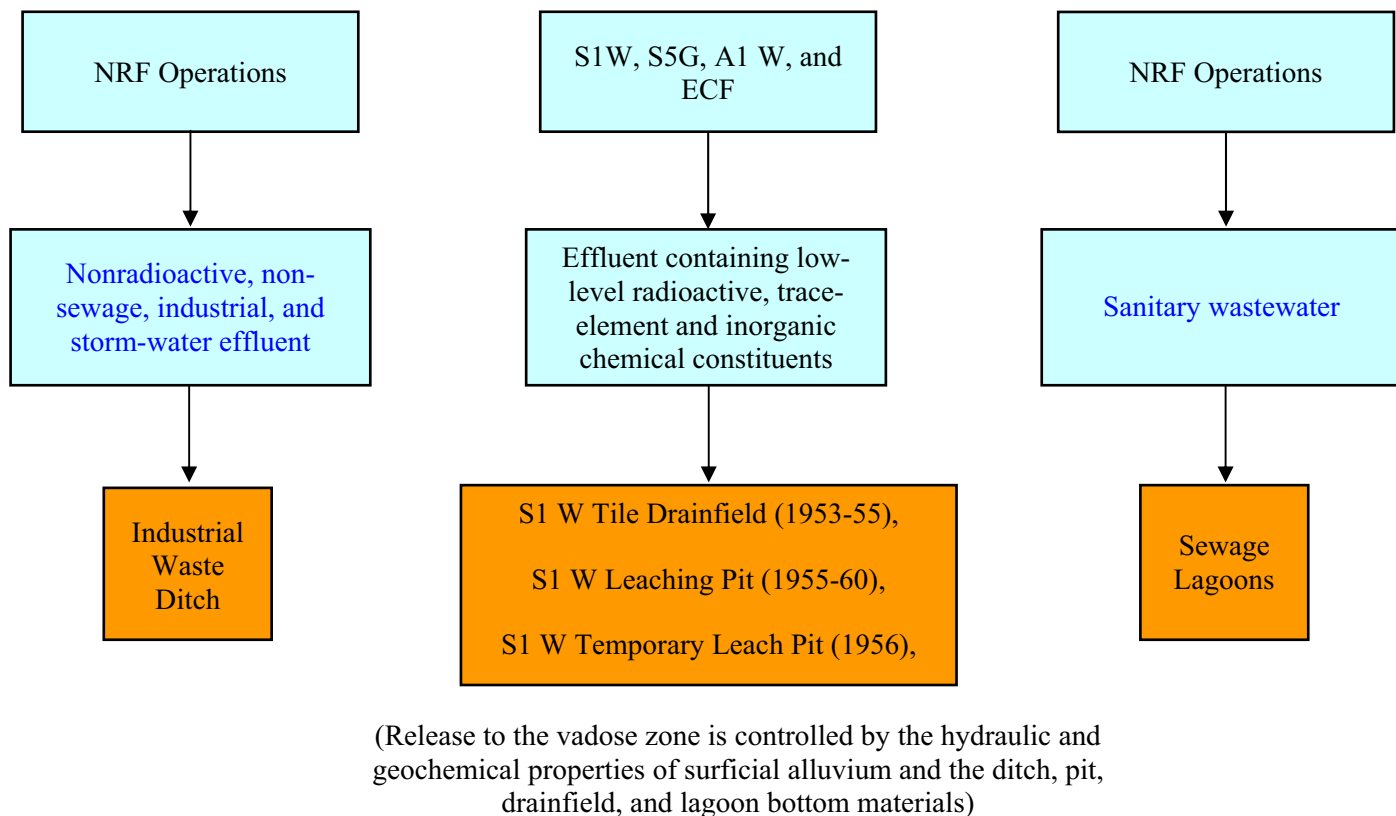 NRF Operations
S1W, S5G, A1 W, and
ECF
NRF Operations
Nonradioactive, non-
sewage, industrial, and
storm-water effluent
Effluent containing low-
level radioactive, trace-
element and inorganic
chemical constituents
Sanitary wastewater
Industrial
Waste
Ditch
S1 W Tile Drainfield (1953-55),
S1 W Leaching Pit (1955-60),
S1 W Temporary Leach Pit (1956),
Sewage
Lagoons
(Release to the vadose zone is controlled by the hydraulic and
geochemical properties of surficial alluvium and the ditch, pit,
drainfield, and lagoon bottom materials)